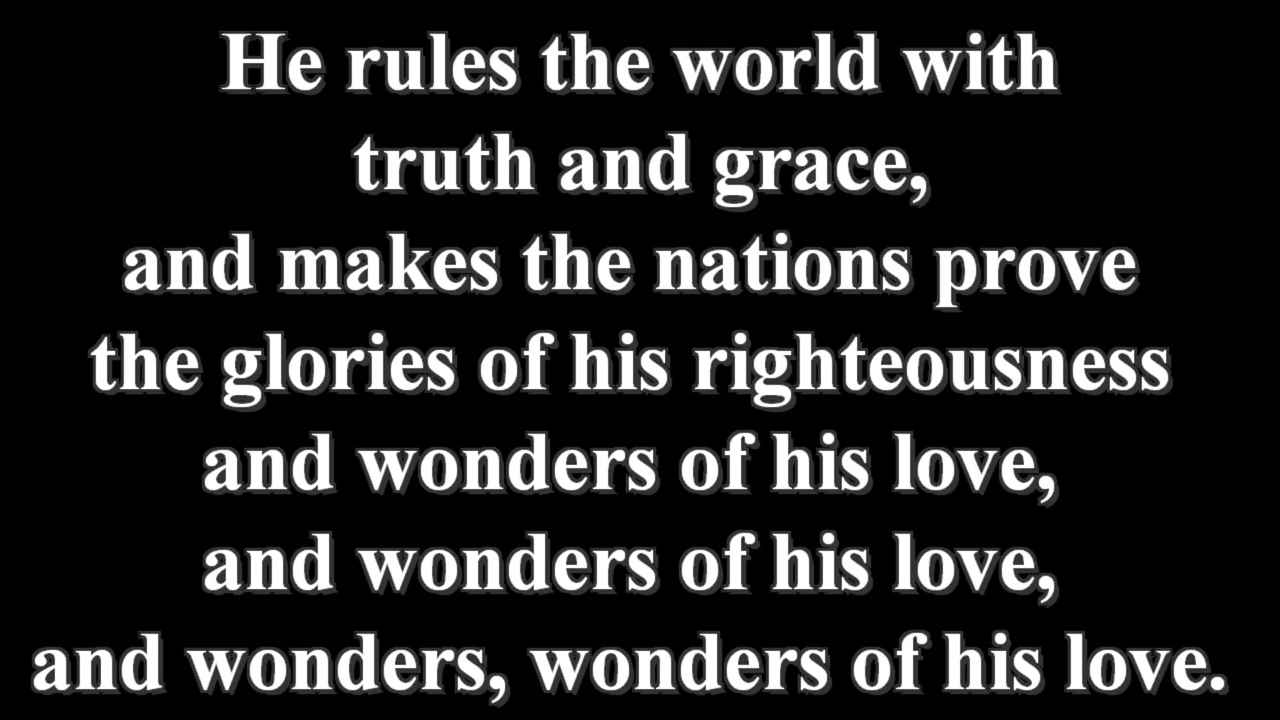 He rules the world with
truth and grace,
and makes the nations prove
the glories of his righteousness
and wonders of his love,
and wonders of his love,
and wonders, wonders of his love.